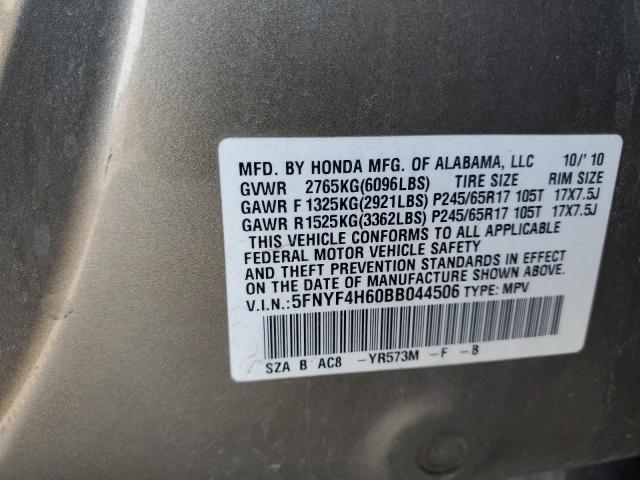 MFD. BY HONDA MFG. OF ALABAMA, LLC 10/'10
GVWR 2765KG(6096LBS) TIRE SIZE RIM SIZE
GAWR F 1325KG(2921LBS) P245/65R17 105T 17X7.5J
GAWR R1525KG(3362LBS) P245/65R17 105T 17X7.5J
THIS VEHICLE CONFORMS TO ALL APPLICABLE
FEDERAL MOTOR VEHICLE SAFETY
AND THEFT PREVENTION STANDARDS IN EFFECT
ON THE DATE OF MANUFACTURE SHOWN ABOVE.
V.I.N.:5FNYF4H60BB044506 TYPE: MPV
SZA B AC8 -YR573M -F -B